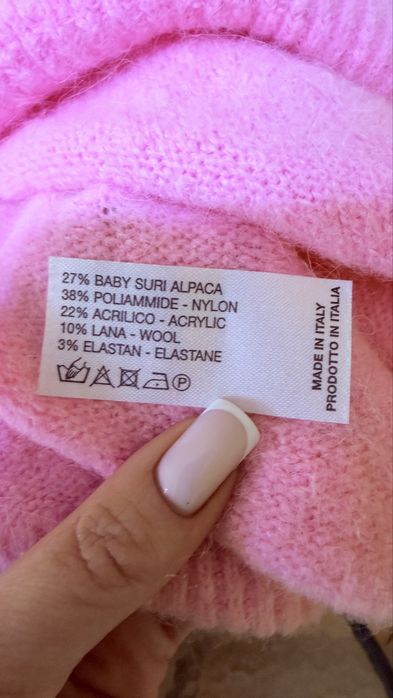 27% BABY SURI ALPACA
38% POLIAMMIDE - NYLON
22% ACRILICO - ACRYLIC
10% LANA - WOOL
3% ELASTAN - ELASTANE
P
MADE IN ITALY
PRODOTTO IN ITALIA